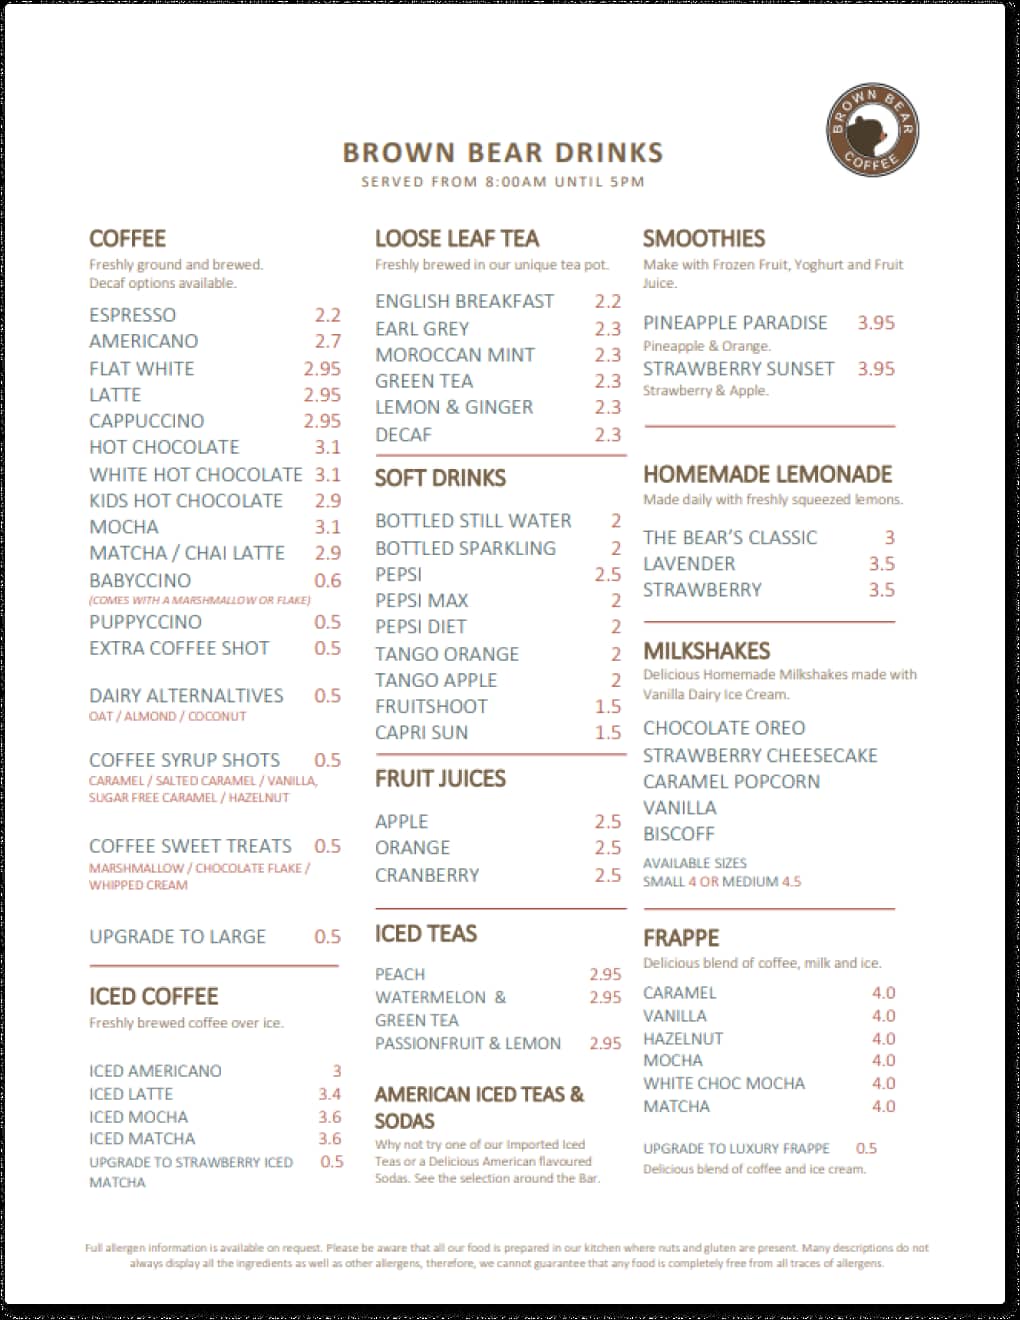 BROWN BEAR
COFFEE
BROWN BEAR DRINKS
SERVED FROM 8:00AM UNTIL 5PM
COFFEE
Freshly ground and brewed.
Decaf options available.
ESPRESSO 2.2
AMERICANO 2.7
FLAT WHITE 2.95
LATTE 2.95
CAPPUCCINO 2.95
HOT CHOCOLATE 3.1
WHITE HOT CHOCOLATE 3.1
KIDS HOT CHOCOLATE 2.9
MOCHA 3.1
MATCHA / CHAI LATTE 2.9
BABYCCINO 0.6
(COMES WITH A MARSHMALLOW OR FLAKE)
PUPPYCCINO 0.5
EXTRA COFFEE SHOT 0.5
DAIRY ALTERNALTIVES 0.5
OAT / ALMOND / COCONUT
COFFEE SYRUP SHOTS 0.5
CARAMEL / SALTED CARAMEL / VANILLA,
SUGAR FREE CARAMEL / HAZELNUT
COFFEE SWEET TREATS 0.5
MARSHMALLOW / CHOCOLATE FLAKE /
WHIPPED CREAM
UPGRADE TO LARGE 0.5
ICED COFFEE
Freshly brewed coffee over ice.
ICED AMERICANO 3
ICED LATTE 3.4
ICED MOCHA 3.6
ICED MATCHA 3.6
UPGRADE TO STRAWBERRY ICED 0.5
MATCHA
LOOSE LEAF TEA
Freshly brewed in our unique tea pot.
ENGLISH BREAKFAST 2.2
EARL GREY 2.3
MOROCCAN MINT 2.3
GREEN TEA 2.3
LEMON & GINGER 2.3
DECAF 2.3
SOFT DRINKS
BOTTLED STILL WATER 2
BOTTLED SPARKLING 2
PEPSI 2.5
PEPSI MAX 2
PEPSI DIET 2
TANGO ORANGE 2
TANGO APPLE 2
FRUITSHOOT 1.5
CAPRI SUN 1.5
FRUIT JUICES
APPLE 2.5
ORANGE 2.5
CRANBERRY 2.5
ICED TEAS
PEACH 2.95
WATERMELON & 2.95
GREEN TEA
PASSIONFRUIT & LEMON 2.95
AMERICAN ICED TEAS &
SODAS
Why not try one of our Imported Iced
Teas or a Delicious American flavoured
Sodas. See the selection around the Bar.
SMOOTHIES
Make with Frozen Fruit, Yoghurt and Fruit
Juice.
PINEAPPLE PARADISE 3.95
Pineapple & Orange.
STRAWBERRY SUNSET 3.95
Strawberry & Apple.
HOMEMADE LEMONADE
Made daily with freshly squeezed lemons.
THE BEAR'S CLASSIC 3
LAVENDER 3.5
STRAWBERRY 3.5
MILKSHAKES
Delicious Homemade Milkshakes made with
Vanilla Dairy Ice Cream.
CHOCOLATE OREO
STRAWBERRY CHEESECAKE
CARAMEL POPCORN
VANILLA
BISCOFF
AVAILABLE SIZES
SMALL 4 OR MEDIUM 4.5
FRAPPE
Delicious blend of coffee, milk and ice.
CARAMEL 4.0
VANILLA 4.0
HAZELNUT 4.0
MOCHA 4.0
WHITE CHOC MOCHA 4.0
MATCHA 4.0
UPGRADE TO LUXURY FRAPPE 0.5
Delicious blend of coffee and ice cream.
Full allergen information is available on request. Please be aware that all our food is prepared in our kitchen where nuts and gluten are present. Many descriptions do not
always display all the ingredients as well as other allergens, therefore, we cannot guarantee that any food is completely free from all traces of allergens.